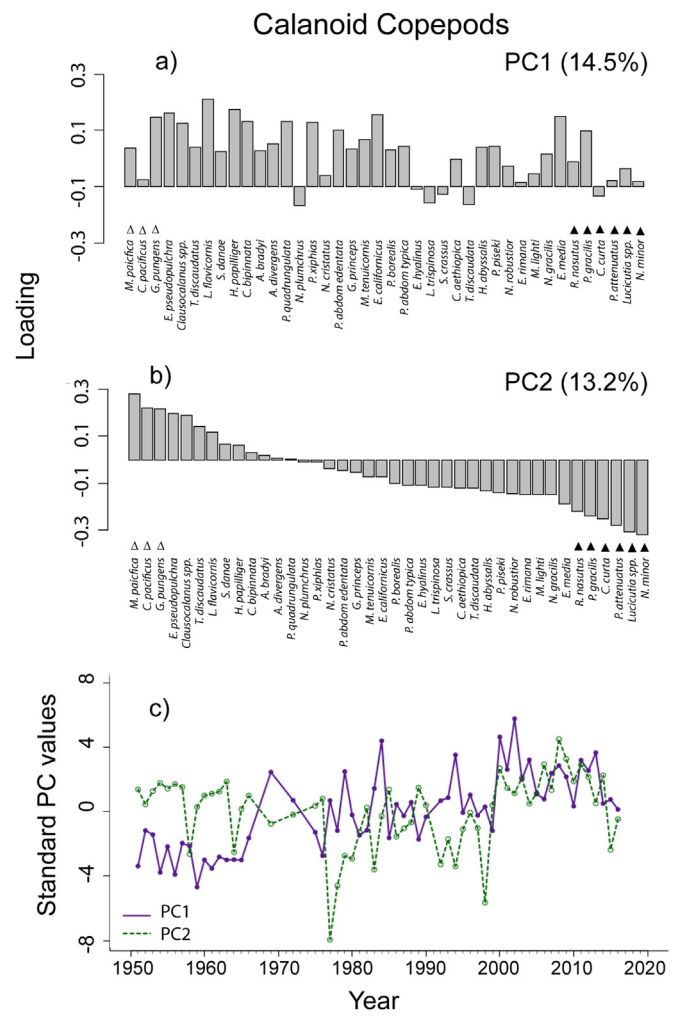 Calanoid Copepods
a)
PC1 (14.5%)
Loading
0.3
0.1
-0.1
-0.3
M. paicfica
C. pacificus
G. pungens
E. pseudopulchra
Clausocalanus spp.
T. discaudatus
L. flavicornis
S. danae
H. papilliger
C. bipinnata
A. bradyi
A. divergens
P. quadrungulata
N. plumchrus
P. xiphias
N. cristatus
P. abdom edentata
G. princeps
M. tenuicornis
E. californicus
P. borealis
P. abdom typica
E. hyalinus
L. trispinosa
S. crassus
C. aethiopica
T. discaudata
H. abyssalis
P. piseki
N. robustior
E. rimana
M. lighti
N. gracilis
E. media
R. nasutus
P. gracilis
C. curta
P. attenuatus
Lucicutia spp.
N. minor
b)
PC2 (13.2%)
0.3
0.1
-0.1
-0.3
M. paicfica
C. pacificus
G. pungens
E. pseudopulchra
Clausocalanus spp.
T. discaudatus
L. flavicornis
S. danae
H. papilliger
C. bipinnata
A. bradyi
A. divergens
P. quadrungulata
N. plumchrus
P. xiphias
N. cristatus
P. abdom edentata
G. princeps
M. tenuicornis
E. californicus
P. borealis
P. abdom typica
E. hyalinus
L. trispinosa
S. crassus
C. aethiopica
T. discaudata
H. abyssalis
P. piseki
N. robustior
E. rimana
M. lighti
N. gracilis
E. media
R. nasutus
P. gracilis
C. curta
P. attenuatus
Lucicutia spp.
N. minor
c)
Standard PC values
8
4
0
-4
-8
PC1
PC2
1950
1960
1970
1980
1990
2000
2010
2020
Year